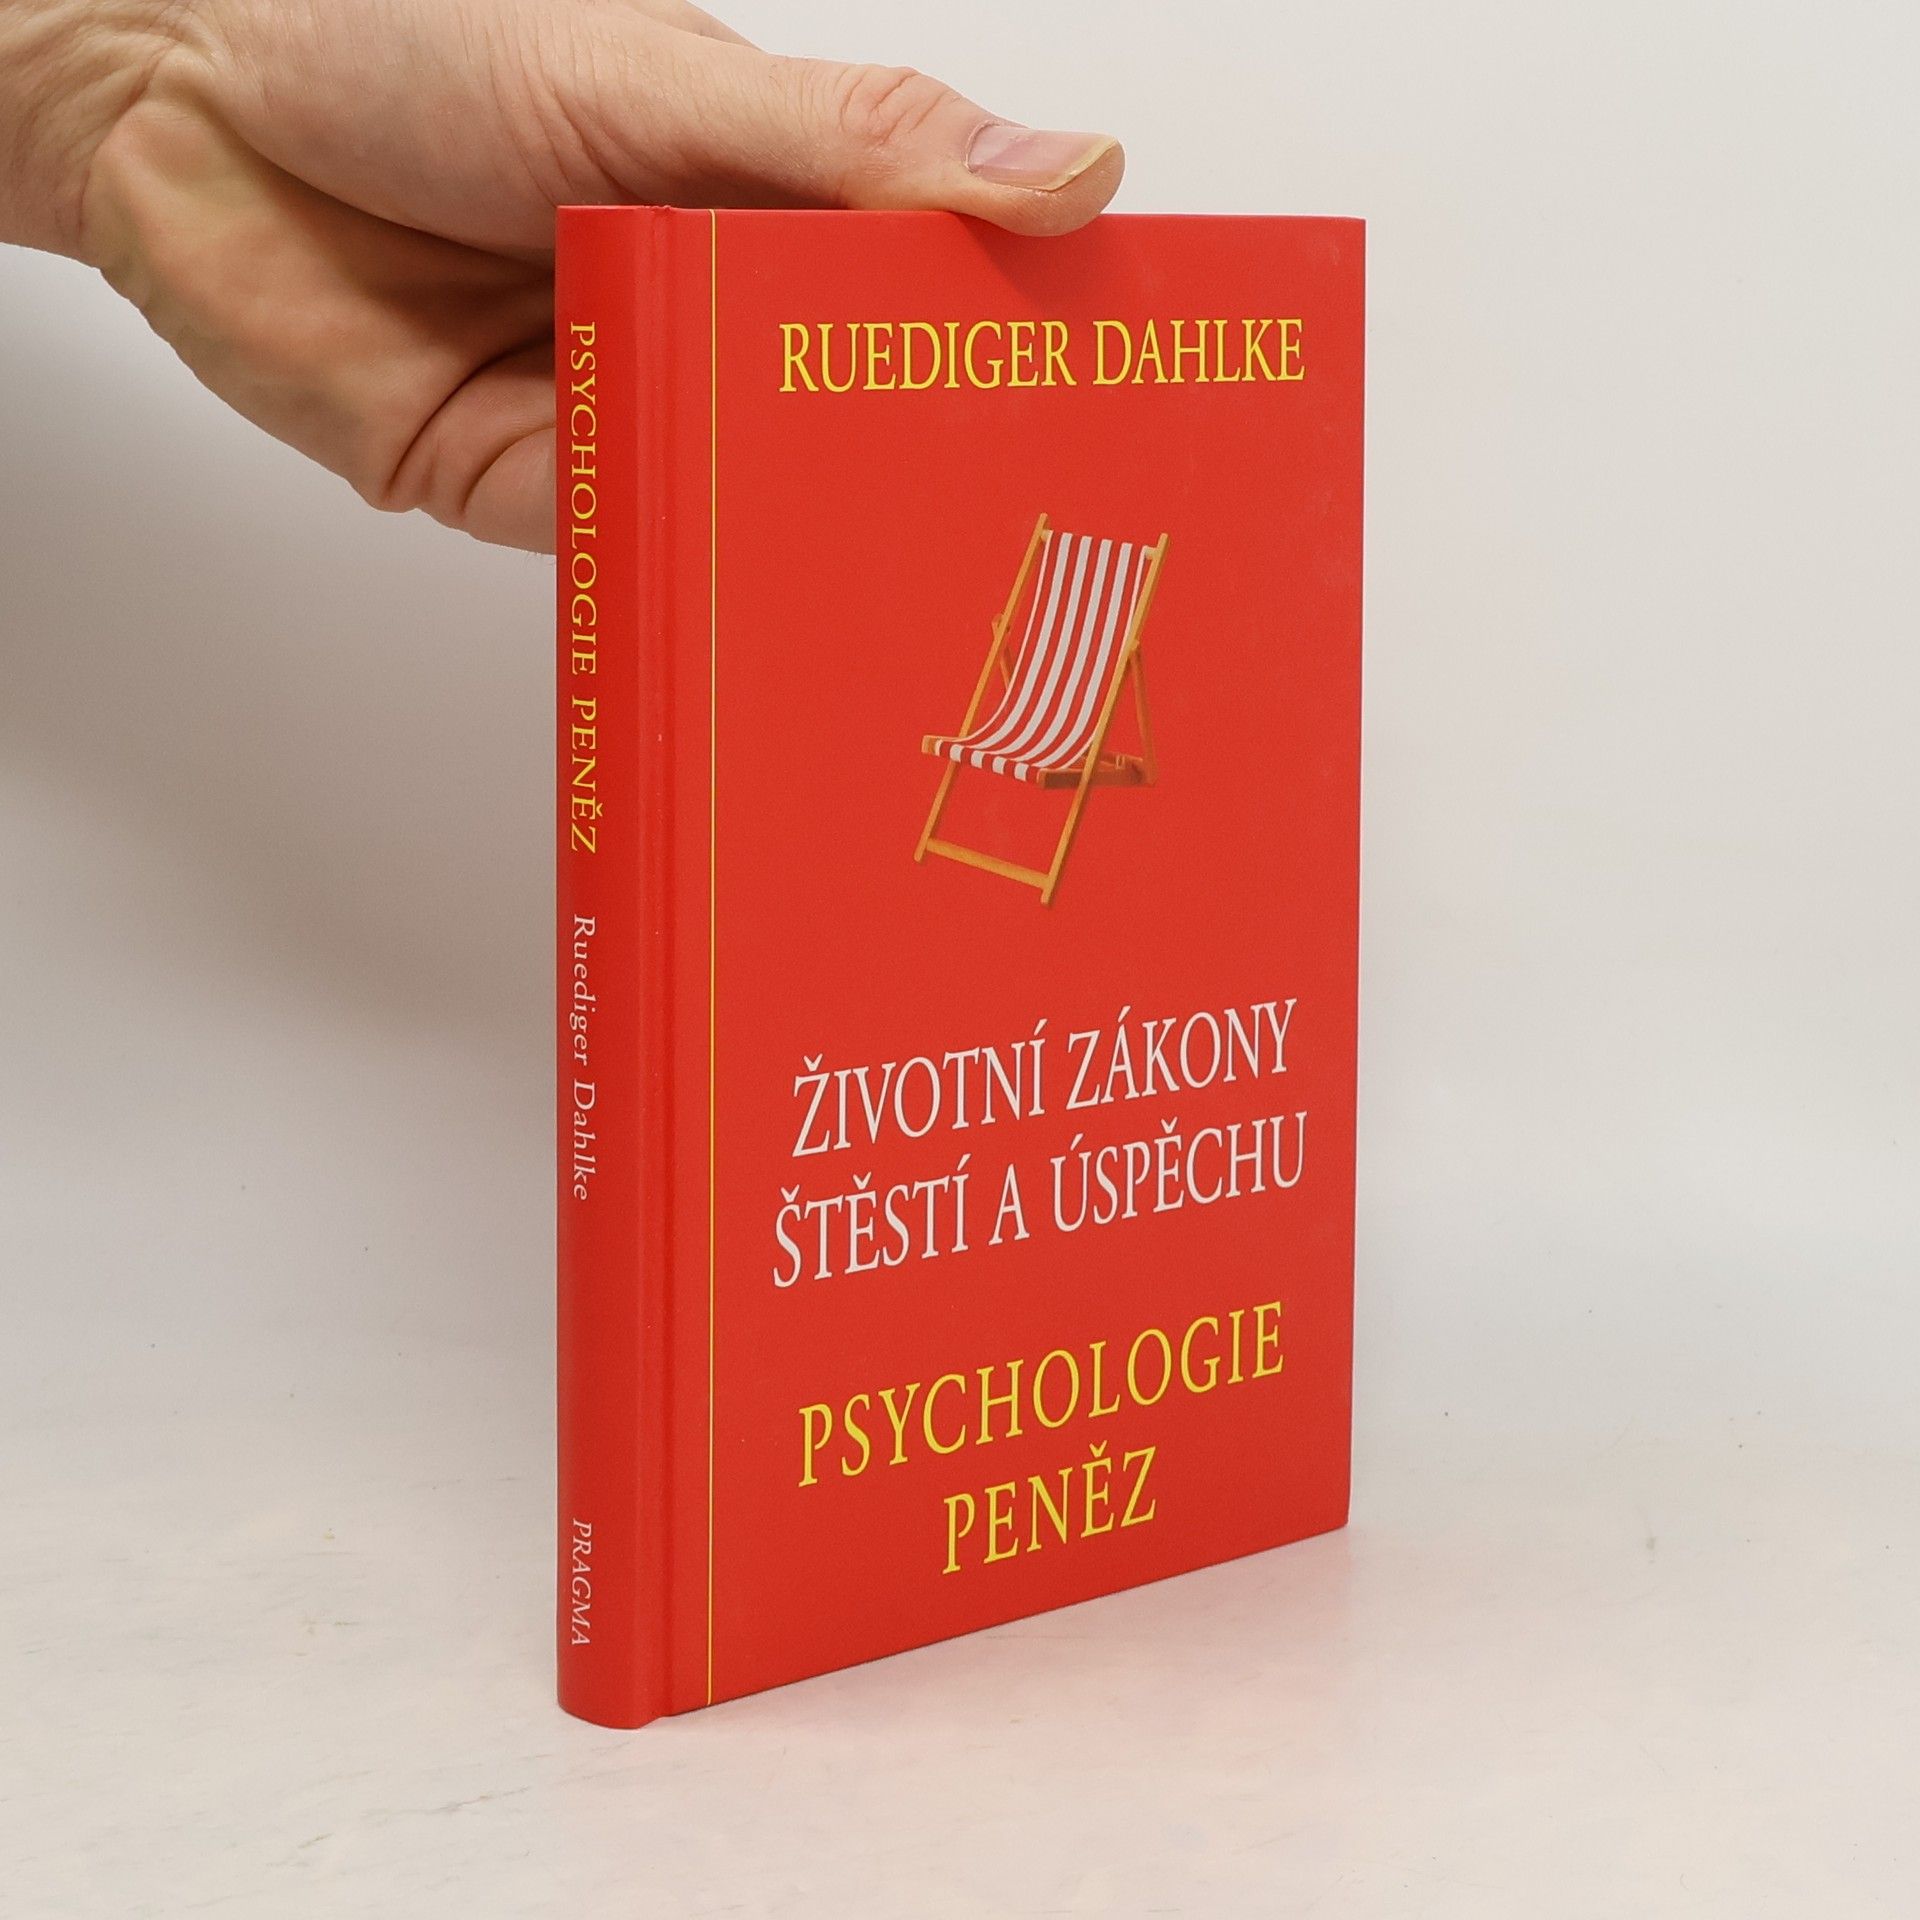 PSYCHOLOGIE PENĚZ Ruediger Dahlke PRAGMA
RUEDIGER DAHLKE
ŽIVOTNÍ ZÁKONY
ŠTĚSTÍ A ÚSPĚCHU
PSYCHOLOGIE
PENĚZ